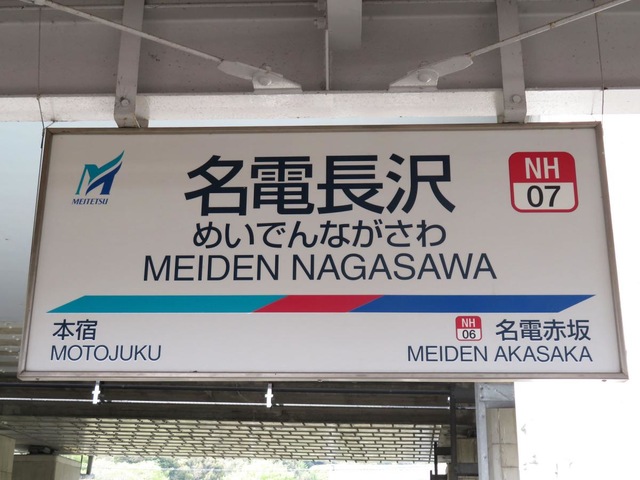 MEITETSU
名電長沢
NH
07
めいでんながさわ
MEIDEN NAGASAWA
本宿
MOTOJUKU
NH
06
名電赤坂
MEIDEN AKASAKA